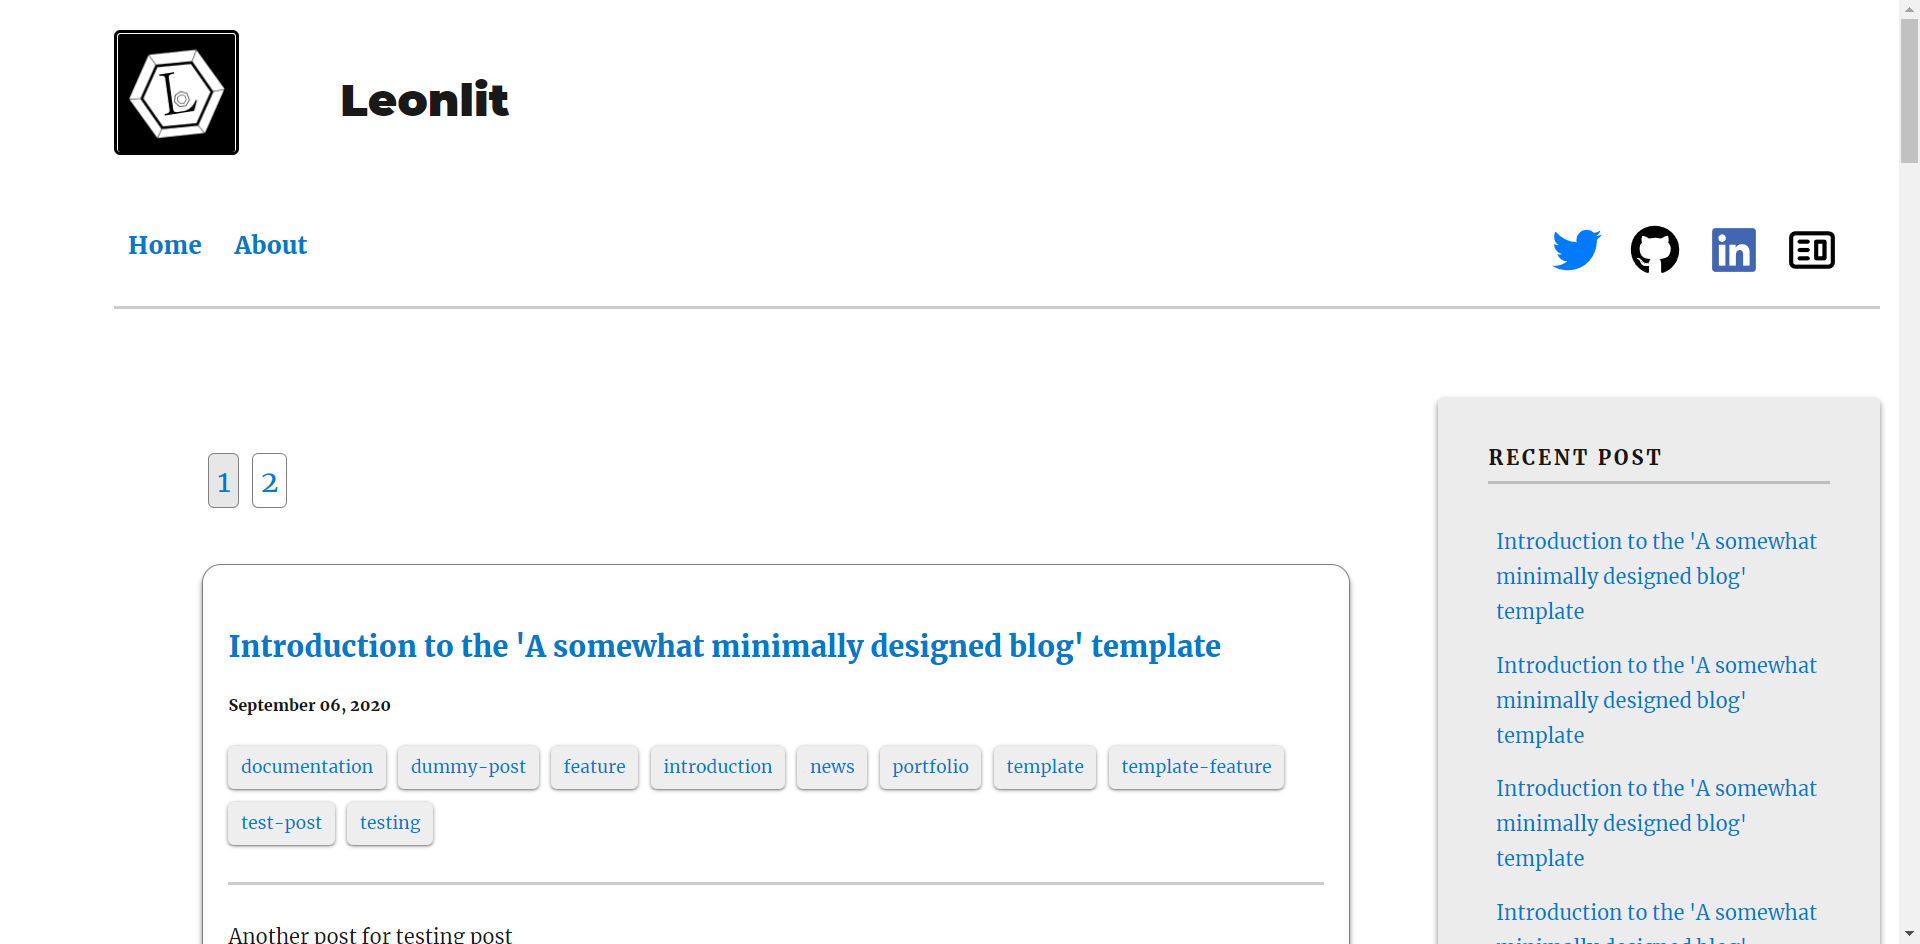 L
Leonlit
Home About
1 2
Introduction to the 'A somewhat minimally designed blog' template
September 06, 2020
documentation dummy-post feature introduction news portfolio template template-feature
test-post testing
Another post for testing post
RECENT POST
Introduction to the 'A somewhat
minimally designed blog'
template
Introduction to the 'A somewhat
minimally designed blog'
template
Introduction to the 'A somewhat
minimally designed blog'
template
Introduction to the 'A somewhat
minimally designed blog'